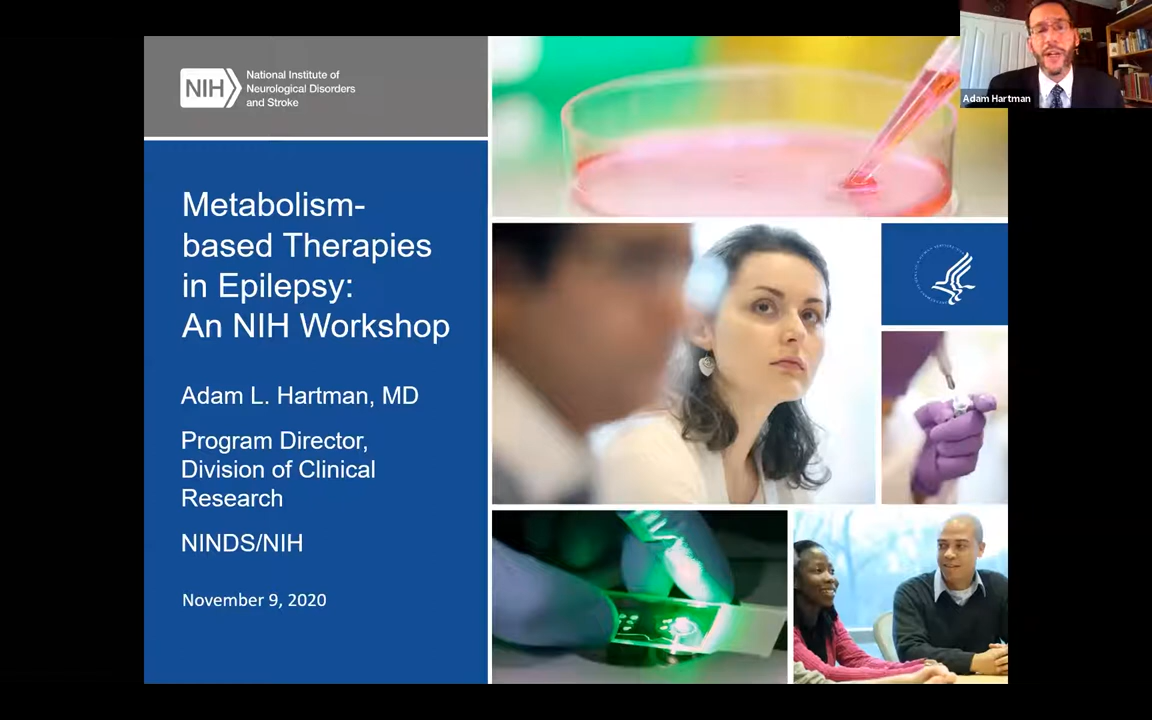 NIH
National Institute of
Neurological Disorders
and Stroke
Metabolism-
based Therapies
in Epilepsy:
An NIH Workshop
Adam L. Hartman, MD
Program Director,
Division of Clinical
Research
NINDS/NIH
November 9, 2020
Adam Hartman